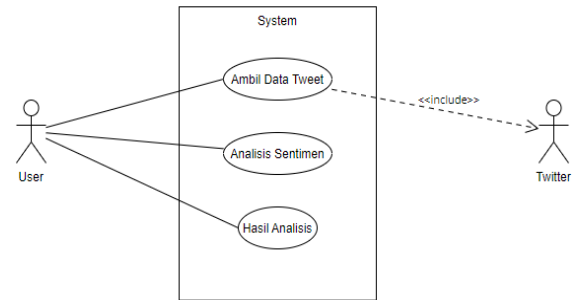 System
Ambil Data Tweet
<<include>>
User
Analisis Sentimen
Twitter
Hasil Analisis